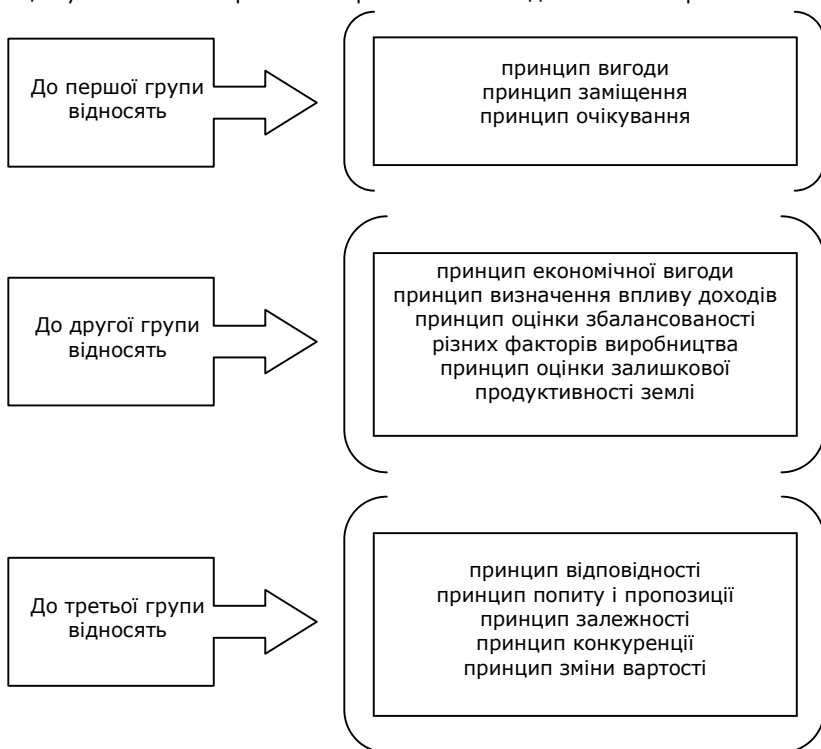 До першої групи
відносять
принцип вигоди
принцип заміщення
принцип очікування
До другої групи
відносять
принцип економічної вигоди
принцип визначення впливу доходів
принцип оцінки збалансованості
різних факторів виробництва
принцип оцінки залишкової
продуктивності землі
До третьої групи
відносять
принцип відповідності
принцип попиту і пропозиції
принцип залежності
принцип конкуренції
принцип зміни вартості